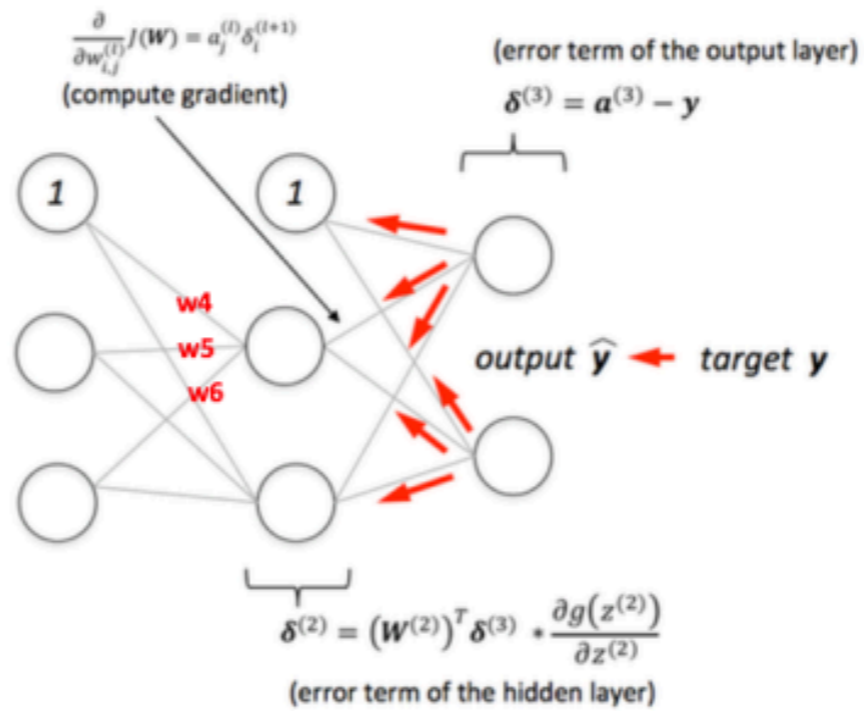 ∂/∂w_{i,j}^{(l)} J(W) = a_j^{(l)} δ_i^{(l+1)}
(compute gradient)
(error term of the output layer)
δ^{(3)} = a^{(3)} − y
1
1
w4
w5
w6
output ŷ
target y
δ^{(2)} = (W^{(2)})^T δ^{(3)} * ∂g(z^{(2)})/∂z^{(2)}
(error term of the hidden layer)